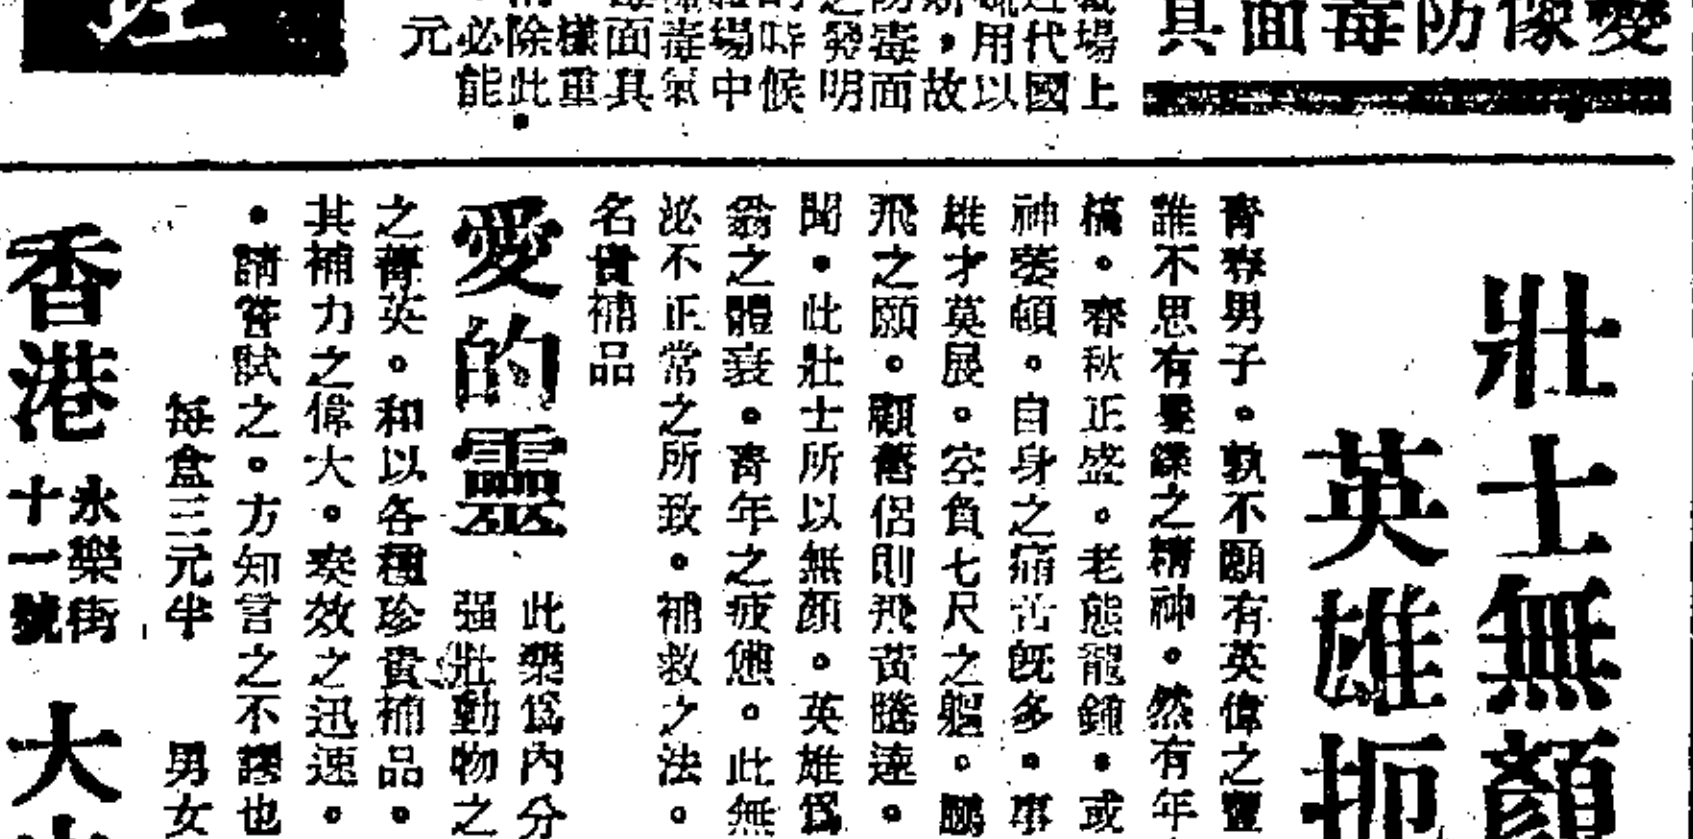 變像防毒面具
場上
代國
用以
，故
毒面
發明
時候
場中
毒氣
面具
樣重
除此
必能
元
壯士無顏
英雄扼
青春男子。孰不願有英偉之
誰不思有矍鑠之精神。然有年
槁。春秋正盛。老態龍鍾。或
神萎頓。自身之痛苦既多。事
雄才莫展。空負七尺之軀。鵬
飛之願。顧舊侶則飛黃騰達。
聞。此壯士所以無顏。英雄爲
翁之體衰。青年之疲憊。此無
泌不正常之所致。補救之法。
名貴補品
愛的靈
此藥爲內分
强壯動物之
之菁英。和以各種珍貴補品。
其補力之偉大。奏效之迅速。
。請嘗試之。方知言之不謬也
每盒三元半 男女
香港
永樂街
十一號
大